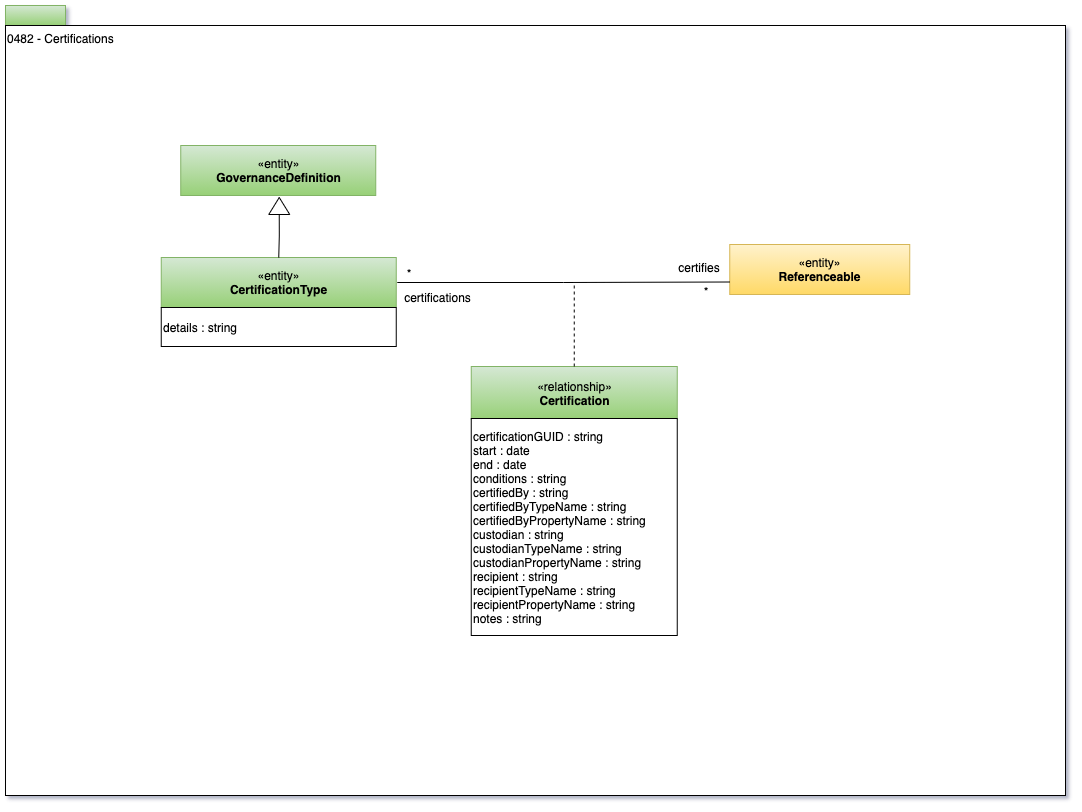 0482 - Certifications
«entity»
GovernanceDefinition
«entity»
CertificationType
details : string
*
certifications
certifies
*
«entity»
Referenceable
«relationship»
Certification
certificationGUID : string
start : date
end : date
conditions : string
certifiedBy : string
certifiedByTypeName : string
certifiedByPropertyName : string
custodian : string
custodianTypeName : string
custodianPropertyName : string
recipient : string
recipientTypeName : string
recipientPropertyName : string
notes : string